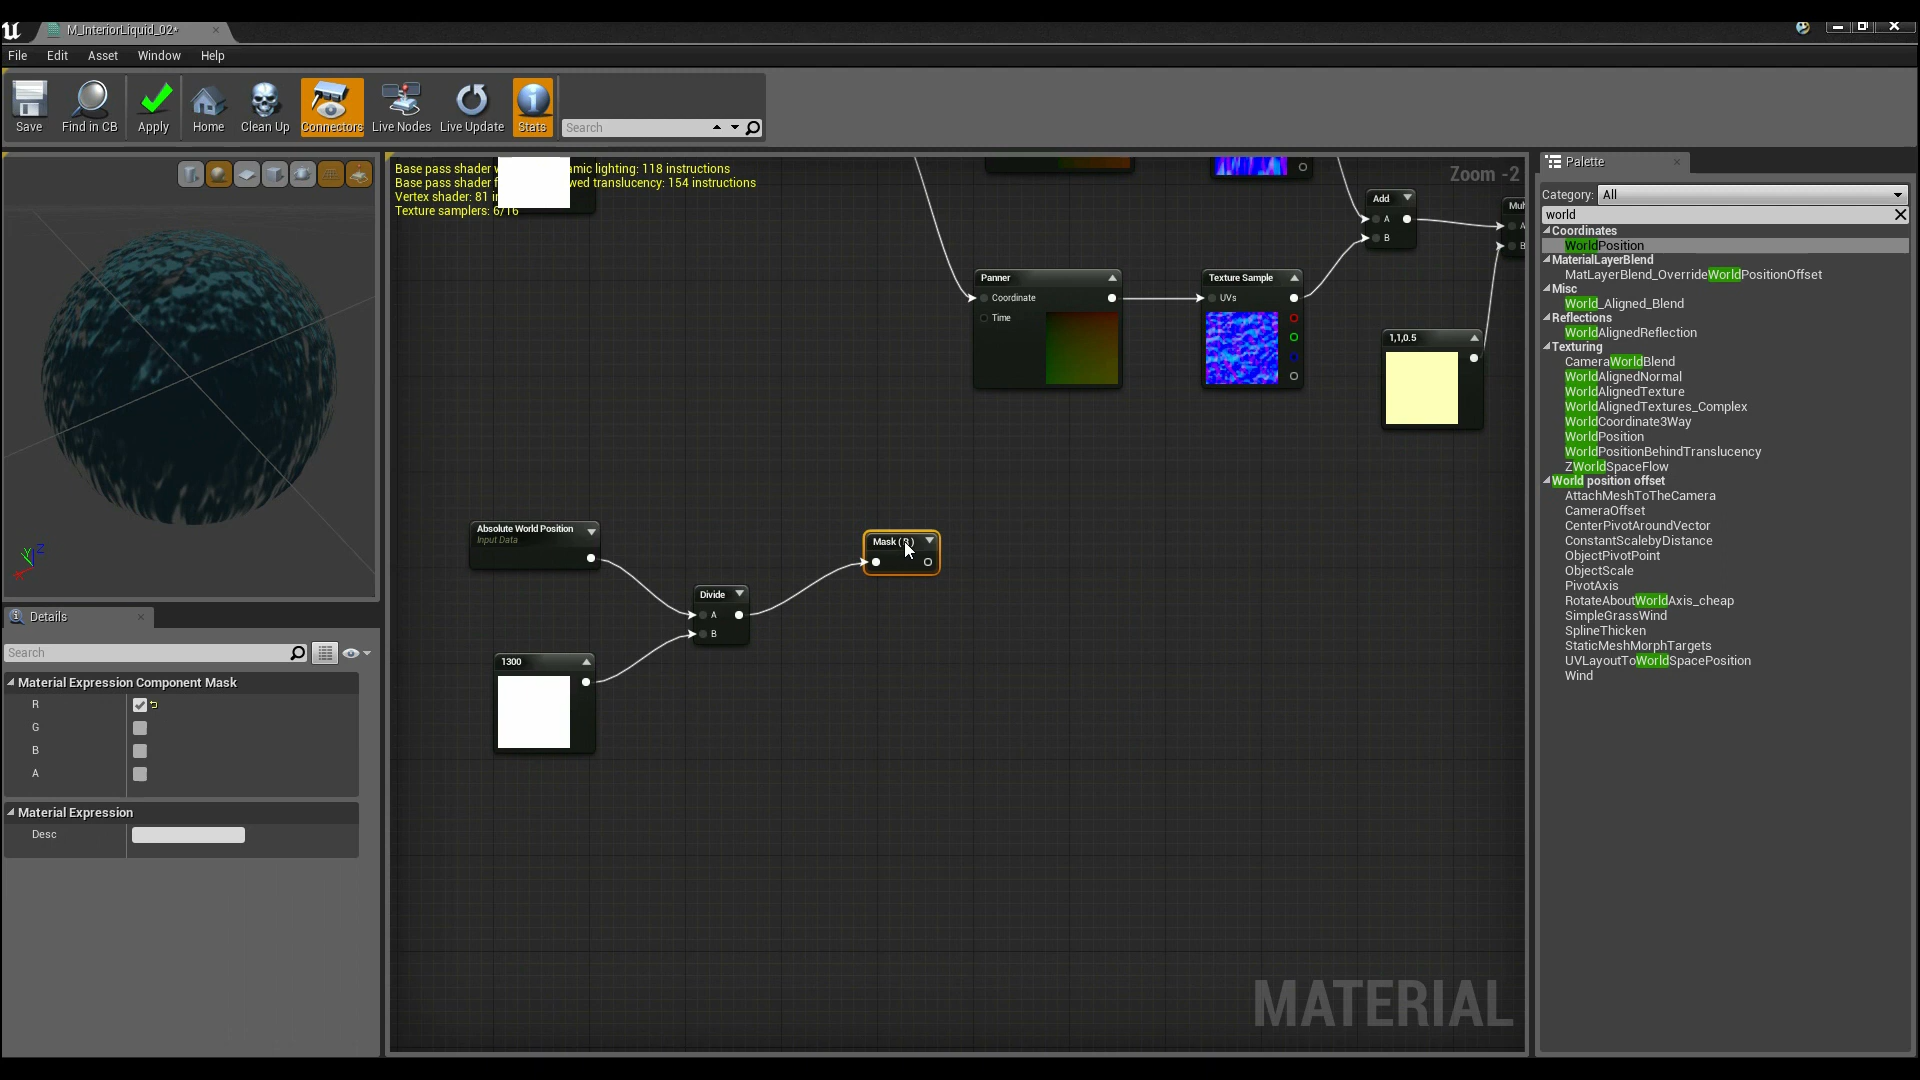 M_InteriorLiquid_02*
File Edit Asset Window Help
Save Find in CB Apply Home Clean Up Connectors Live Nodes Live Update Stats Search
Base pass shader w amic lighting: 118 instructions
Base pass shader f wed translucency: 154 instructions
Vertex shader: 81 i
Texture samplers: 6/16
Zoom -2
Add
A
B
Mul
A
B
Panner
Coordinate
Time
Texture Sample
UVs
1,1,0.5
Absolute World Position
Input Data
Mask (R)
Divide
A
B
1300
MATERIAL
Details
Search
Material Expression Component Mask
R
G
B
A
Material Expression
Desc
Palette
Category: All
world
Coordinates
WorldPosition
MaterialLayerBlend
MatLayerBlend_OverrideWorldPositionOffset
Misc
World_Aligned_Blend
Reflections
WorldAlignedReflection
Texturing
CameraWorldBlend
WorldAlignedNormal
WorldAlignedTexture
WorldAlignedTextures_Complex
WorldCoordinate3Way
WorldPosition
WorldPositionBehindTranslucency
ZWorldSpaceFlow
World position offset
AttachMeshToTheCamera
CameraOffset
CenterPivotAroundVector
ConstantScalebyDistance
ObjectPivotPoint
ObjectScale
PivotAxis
RotateAboutWorldAxis_cheap
SimpleGrassWind
SplineThicken
StaticMeshMorphTargets
UVLayoutToWorldSpacePosition
Wind